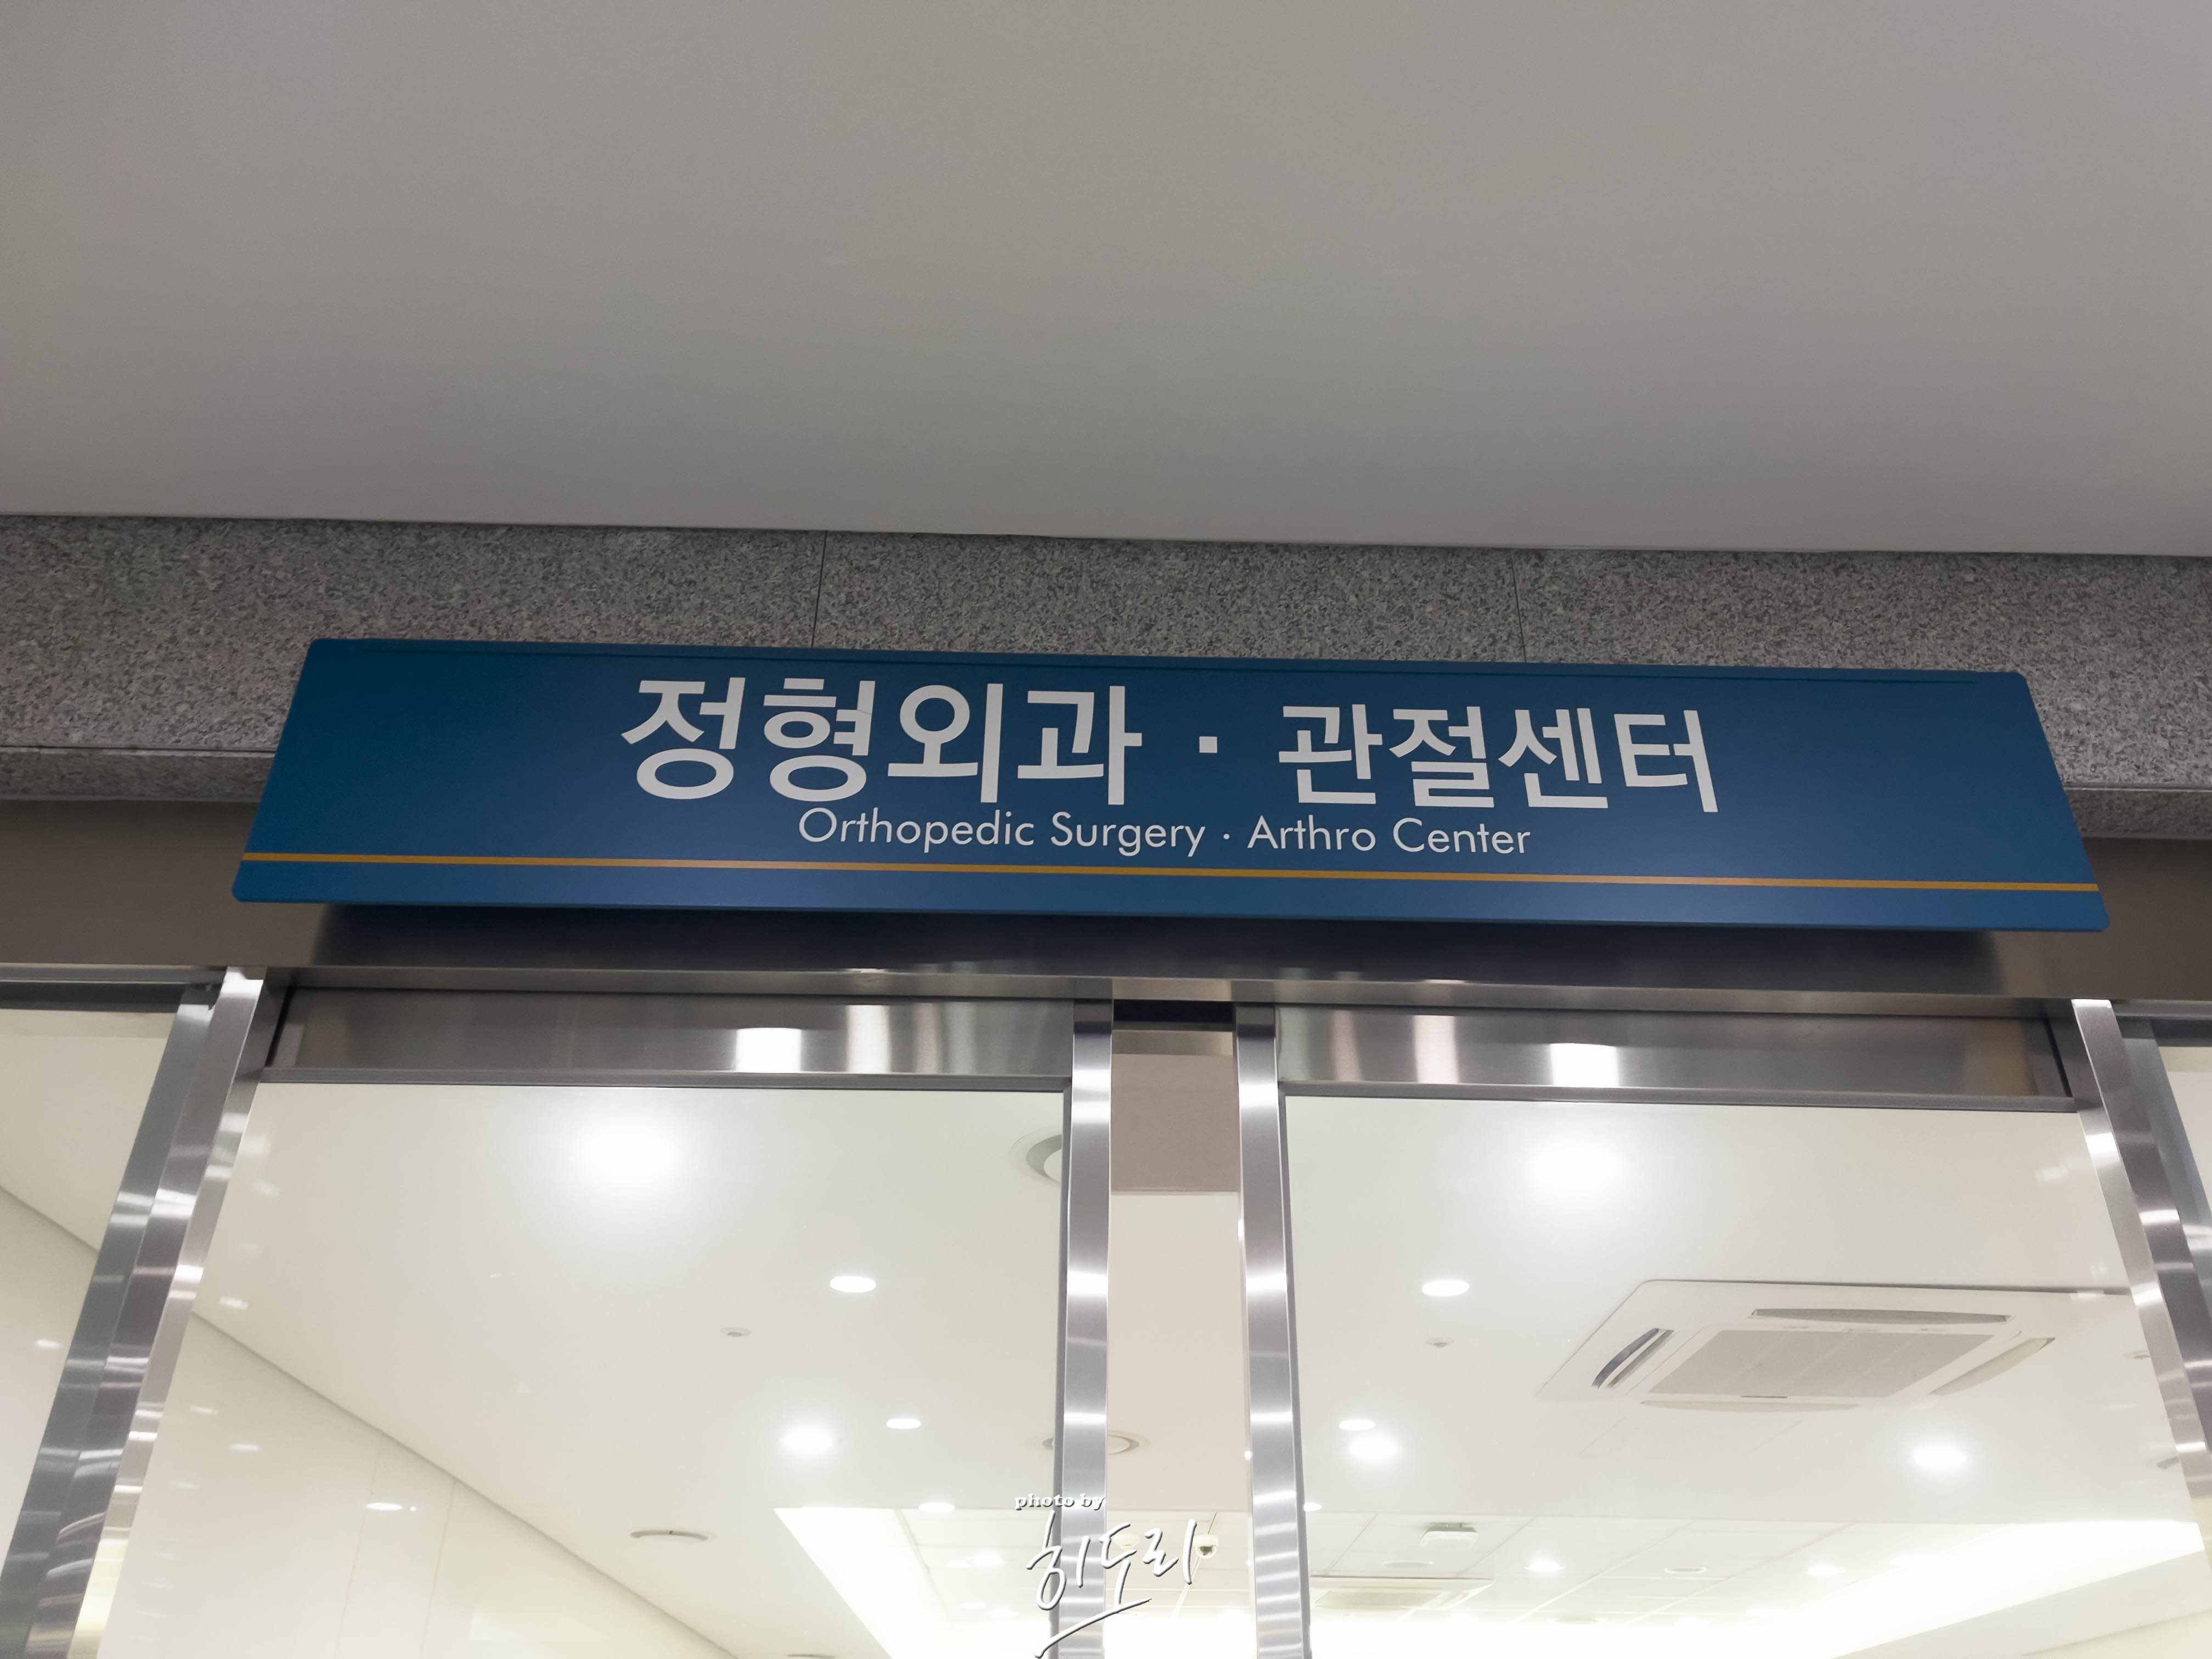 정형외과 · 관절센터
Orthopedic Surgery · Arthro Center
photo by
히도리